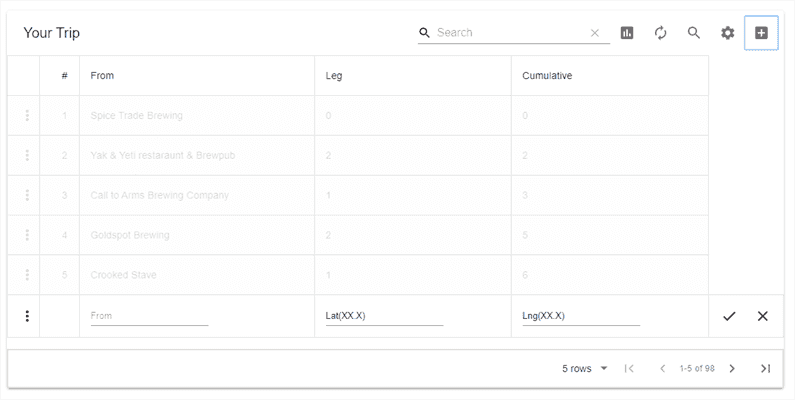 Your Trip Search
# From Leg Cumulative
1 Spice Trade Brewing 0 0
2 Yak & Yeti restaraunt & Brewpub 2 2
3 Call to Arms Brewing Company 1 3
4 Goldspot Brewing 2 5
5 Crooked Stave 1 6
From Lat(XX.X) Lng(XX.X)
5 rows 1-5 of 98